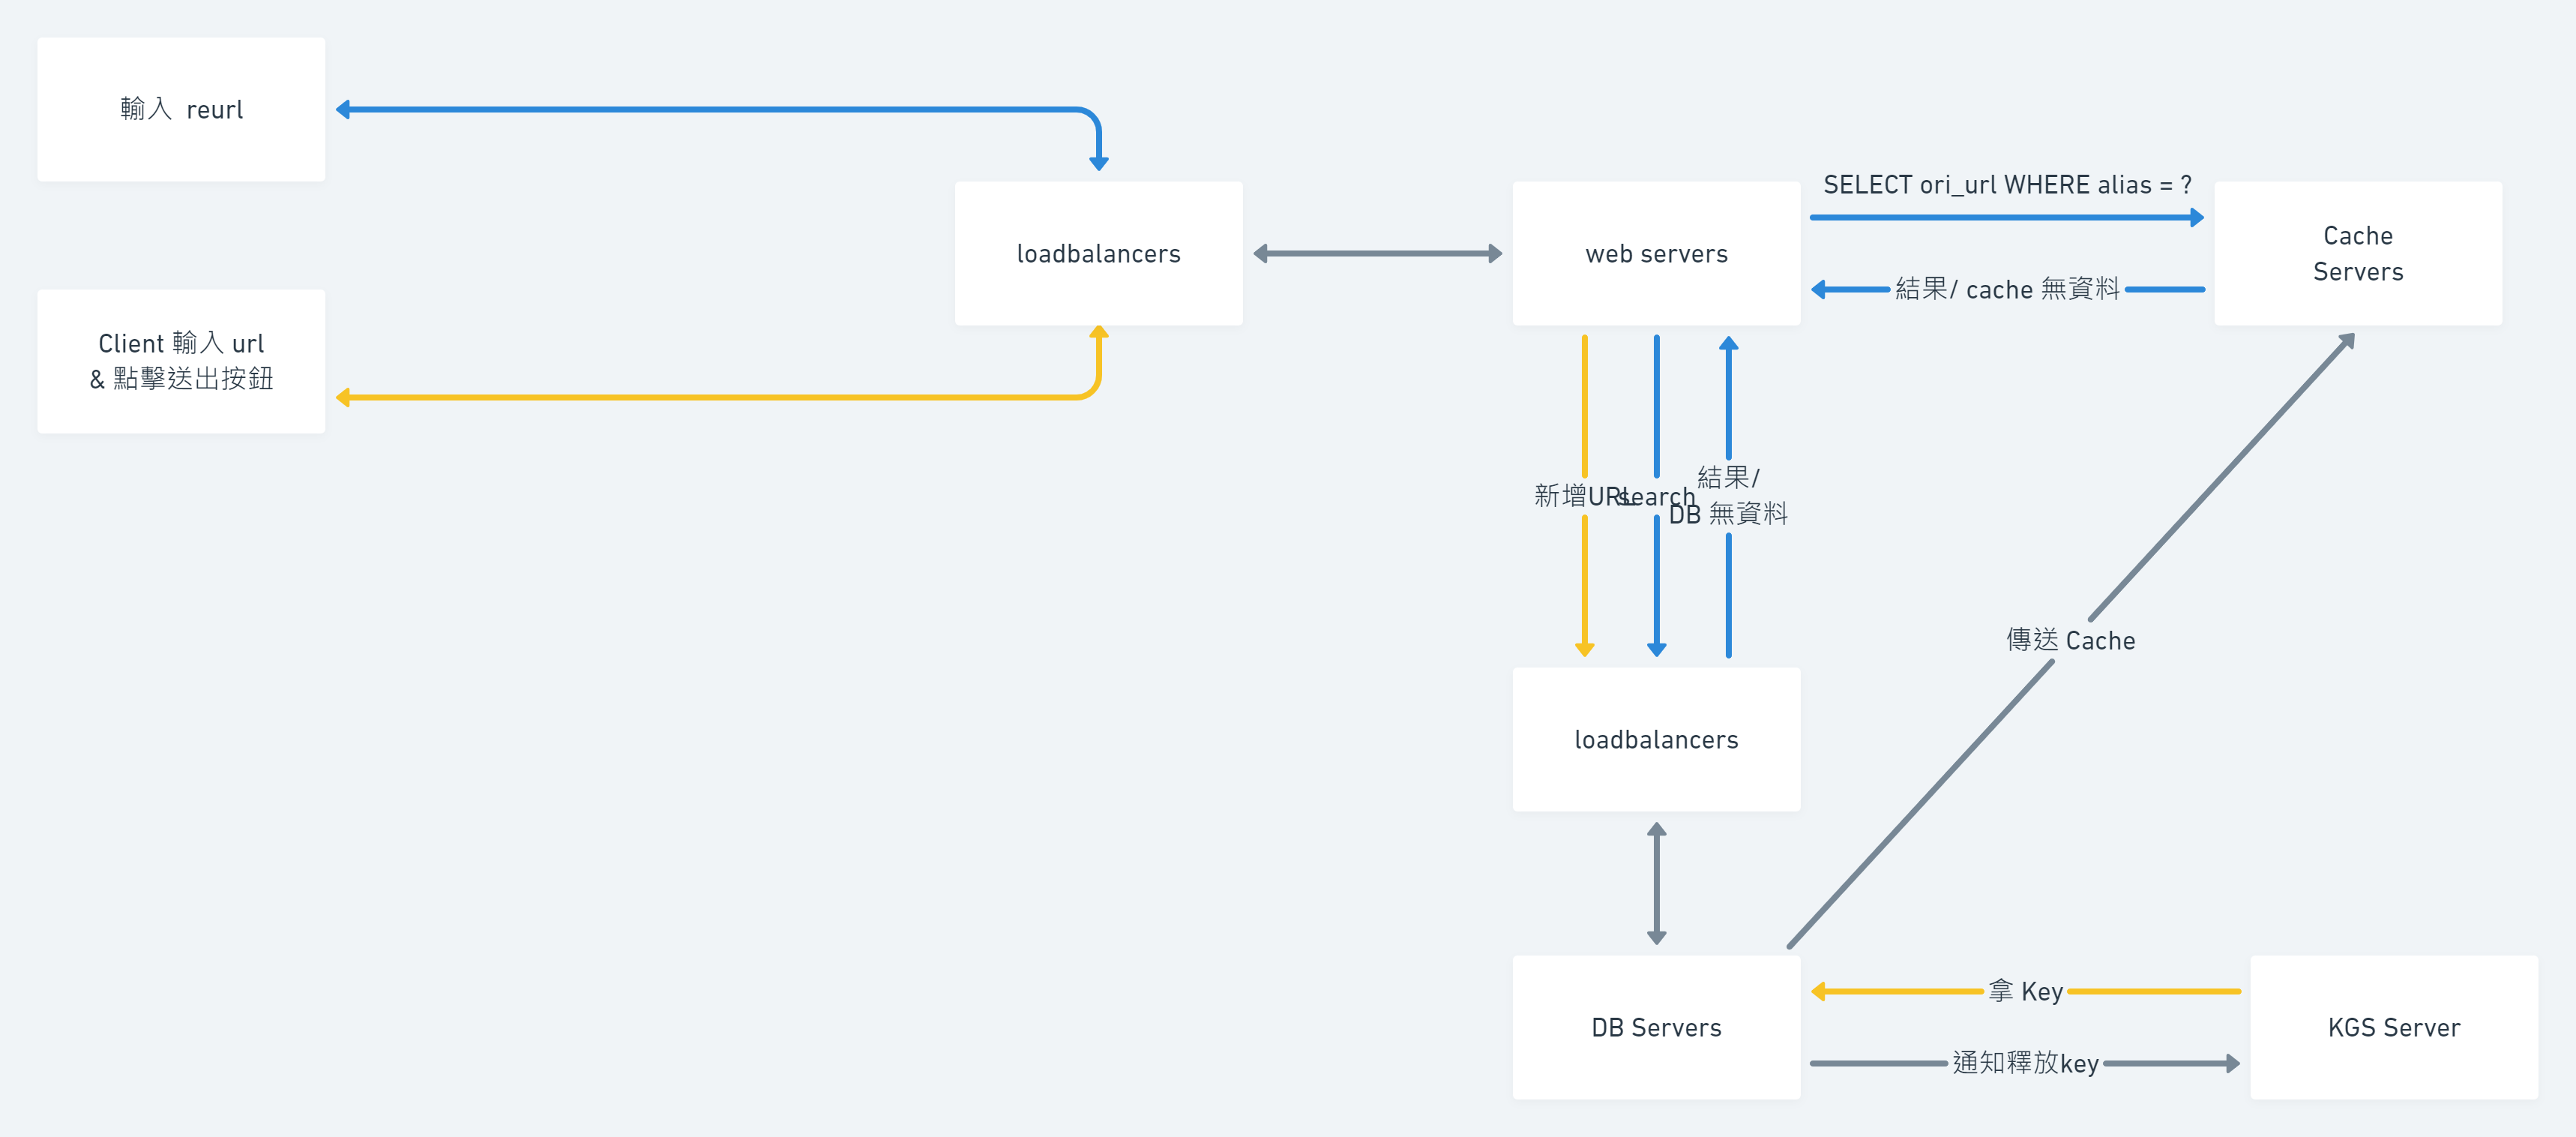 輸入 reurl
Client 輸入 url
& 點擊送出按鈕
loadbalancers
web servers
SELECT ori_url WHERE alias = ?
結果/ cache 無資料
Cache
Servers
新增URL
search
結果/
DB 無資料
傳送 Cache
loadbalancers
DB Servers
拿 Key
通知釋放key
KGS Server